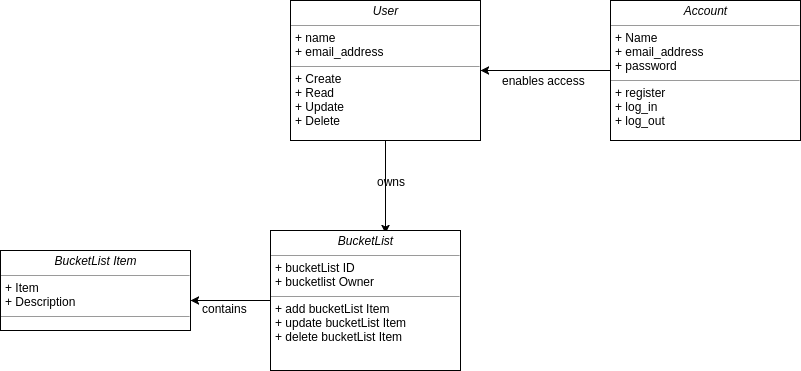 User
+ name
+ email_address
+ Create
+ Read
+ Update
+ Delete
Account
+ Name
+ email_address
+ password
+ register
+ log_in
+ log_out
enables access
owns
BucketList
+ bucketList ID
+ bucketlist Owner
+ add bucketList Item
+ update bucketList Item
+ delete bucketList Item
BucketList Item
+ Item
+ Description
contains